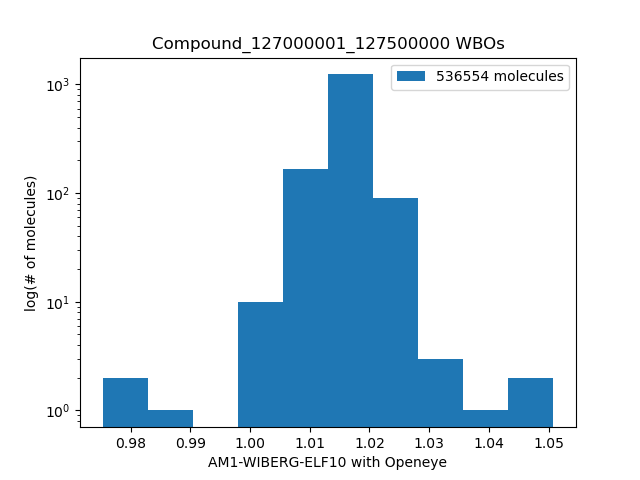 Compound_127000001_127500000 WBOs
536554 molecules
log(# of molecules)
10³
10²
10¹
10⁰
0.98 0.99 1.00 1.01 1.02 1.03 1.04 1.05
AM1-WIBERG-ELF10 with Openeye